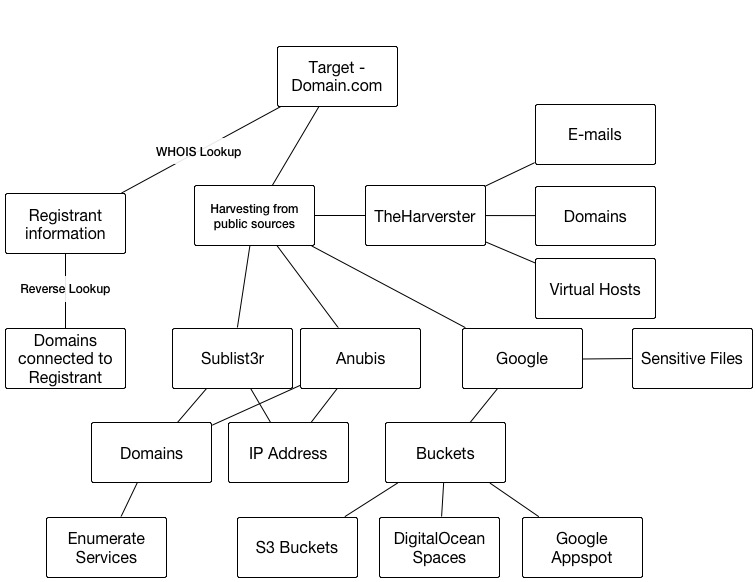 Target -
Domain.com
E-mails
WHOIS Lookup
Registrant
information
Harvesting from
public sources
TheHarverster
Domains
Reverse Lookup
Virtual Hosts
Domains
connected to
Registrant
Sublist3r
Anubis
Google
Sensitive Files
Domains
IP Address
Buckets
Enumerate
Services
S3 Buckets
DigitalOcean
Spaces
Google
Appspot